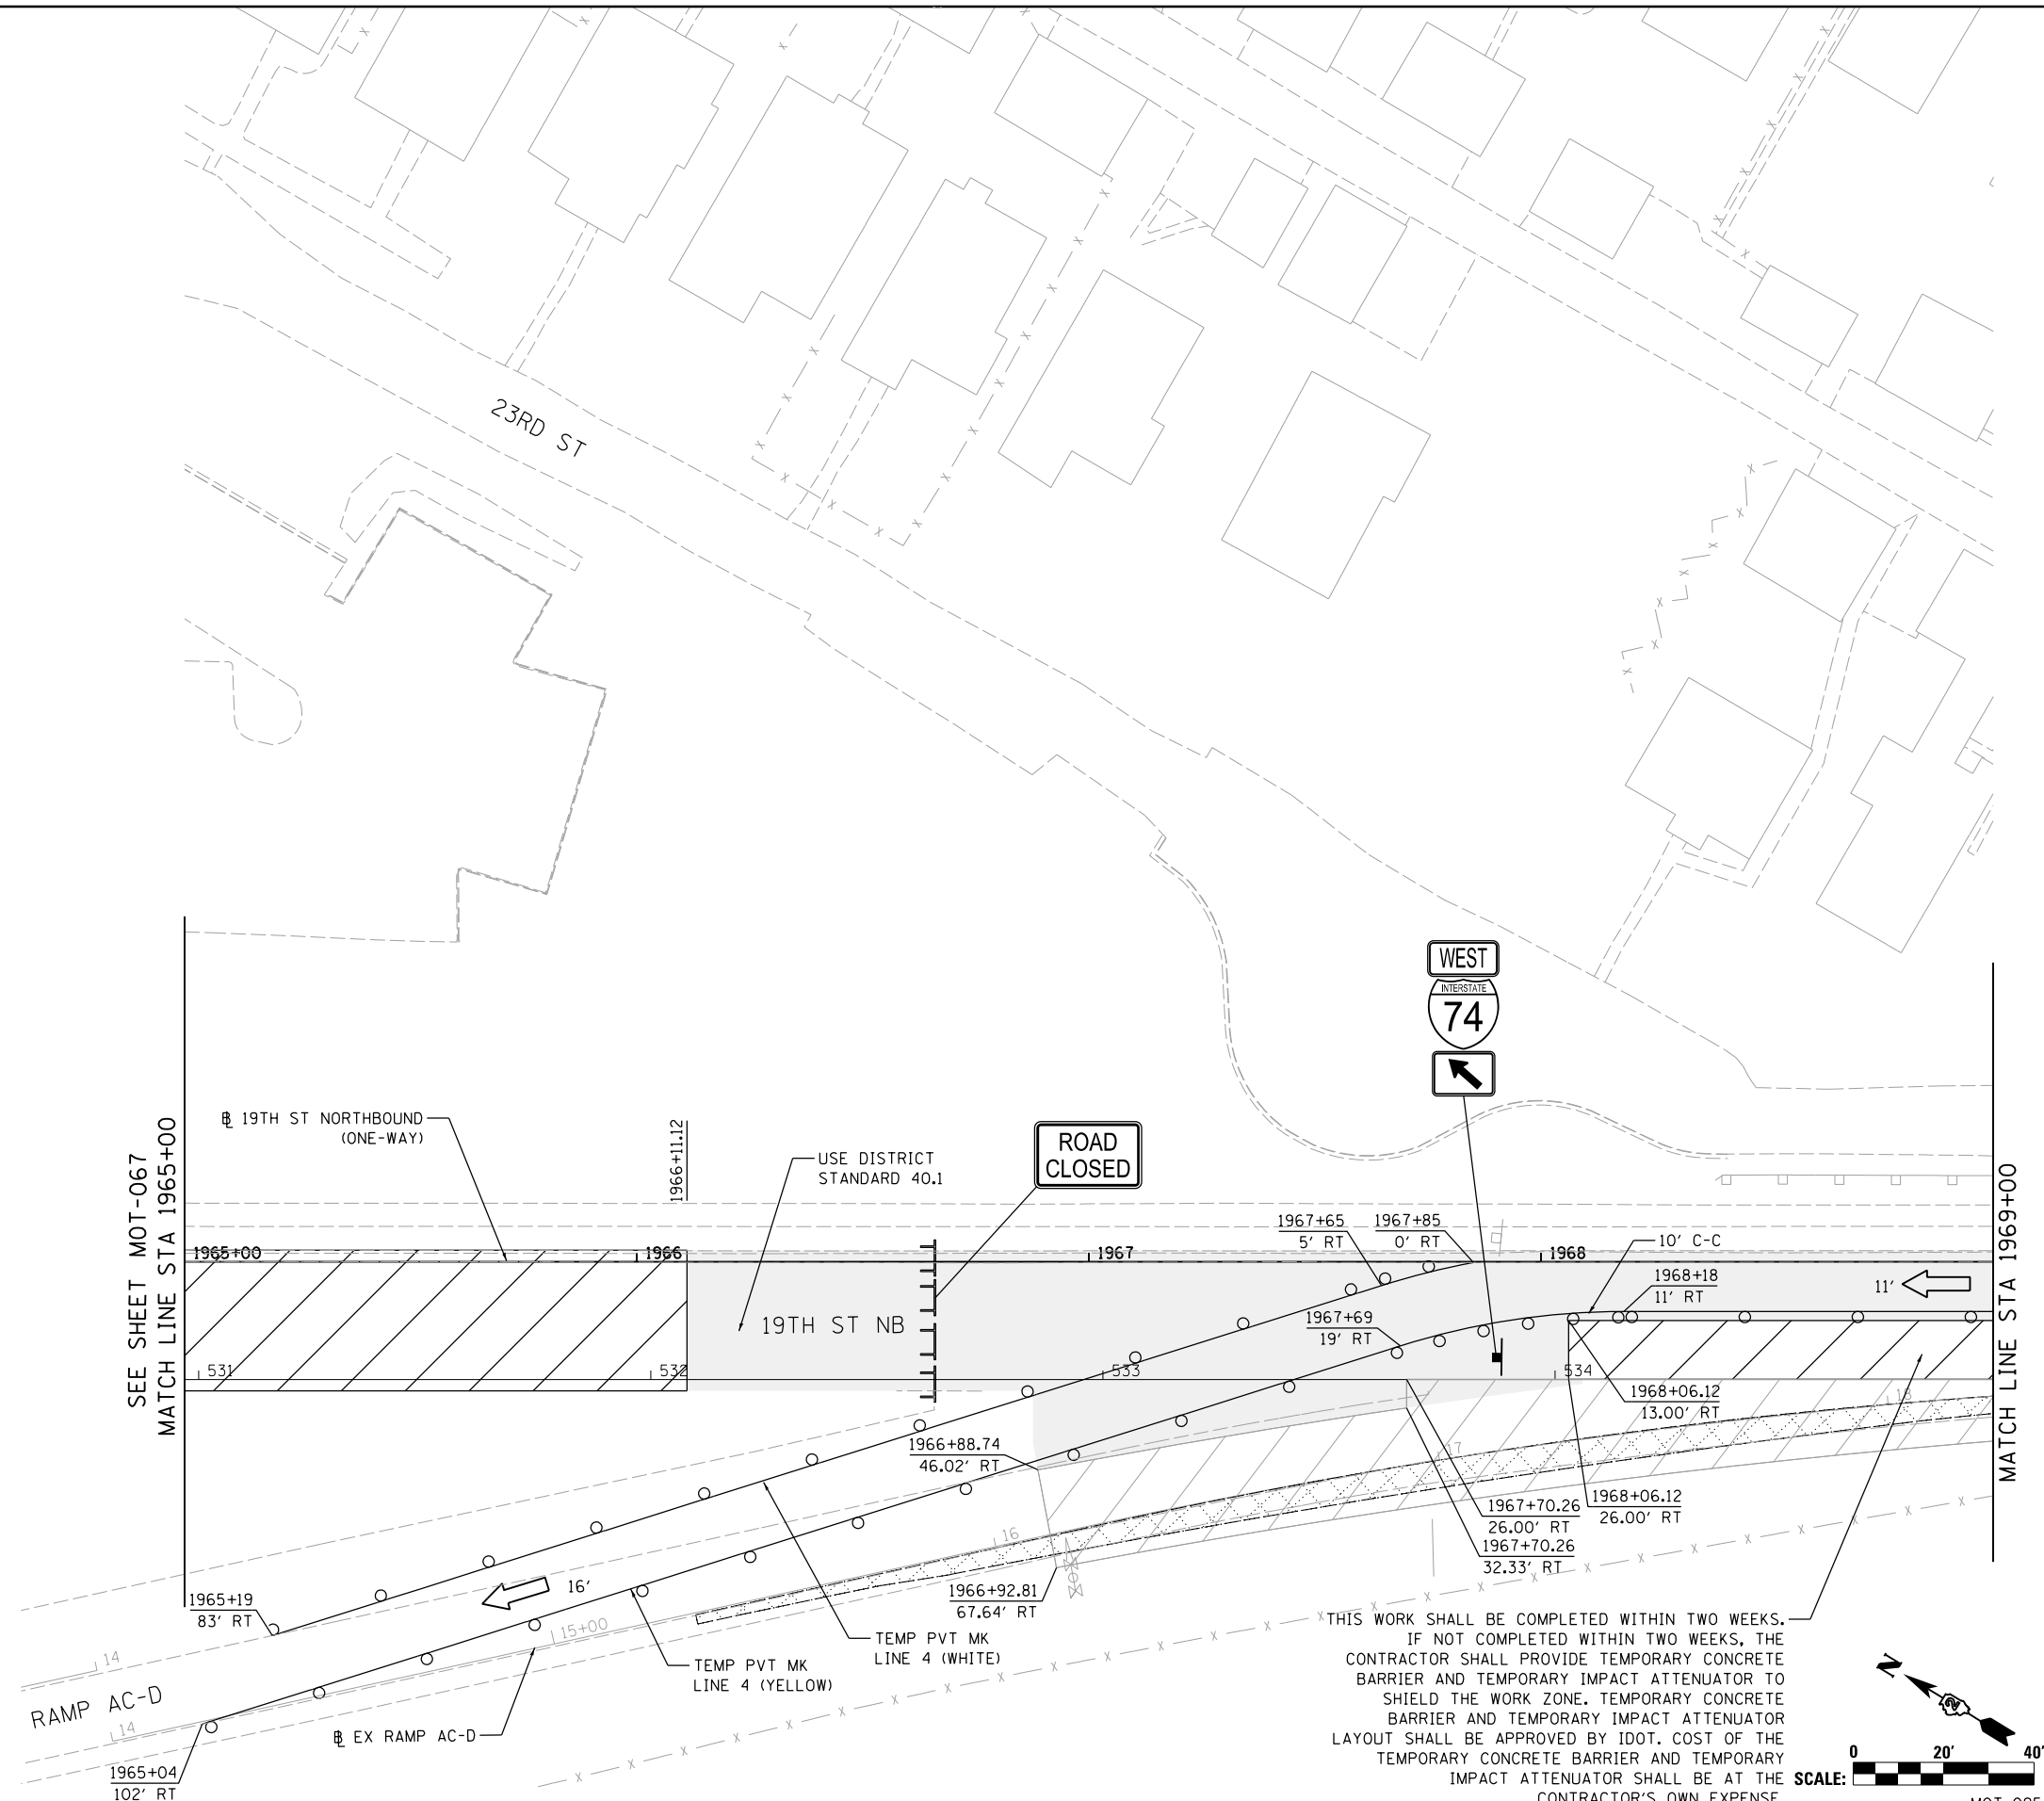 23RD ST
WEST
INTERSTATE
74
19TH ST NORTHBOUND
(ONE-WAY)
1966+11.12
USE DISTRICT
STANDARD 40.1
ROAD
CLOSED
SEE SHEET MOT-067
MATCH LINE STA 1965+00
MATCH LINE STA 1969+00
1965+00
1966
1967
1968
1967+65
5' RT
1967+85
0' RT
10' C-C
1968+18
11' RT
11'
19TH ST NB
1967+69
19' RT
531
532
533
534
1968+06.12
13.00' RT
18
17
16
1966+88.74
46.02' RT
1967+70.26
26.00' RT
1968+06.12
26.00' RT
1967+70.26
32.33' RT
1966+92.81
67.64' RT
16'
1965+19
83' RT
15+00
14
14
TEMP PVT MK
LINE 4 (WHITE)
TEMP PVT MK
LINE 4 (YELLOW)
RAMP AC-D
EX RAMP AC-D
1965+04
102' RT
THIS WORK SHALL BE COMPLETED WITHIN TWO WEEKS.
IF NOT COMPLETED WITHIN TWO WEEKS, THE
CONTRACTOR SHALL PROVIDE TEMPORARY CONCRETE
BARRIER AND TEMPORARY IMPACT ATTENUATOR TO
SHIELD THE WORK ZONE. TEMPORARY CONCRETE
BARRIER AND TEMPORARY IMPACT ATTENUATOR
LAYOUT SHALL BE APPROVED BY IDOT. COST OF THE
TEMPORARY CONCRETE BARRIER AND TEMPORARY
IMPACT ATTENUATOR SHALL BE AT THE
CONTRACTOR'S OWN EXPENSE.
N
2
0 20' 40'
SCALE: